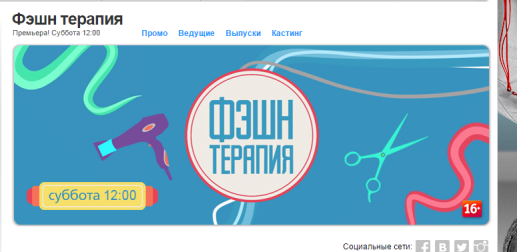 Фэшн терапия
Премьера! Суббота 12:00
Промо Ведущие Выпуски Кастинг
ФЭШН
ТЕРАПИЯ
суббота 12:00
16+
Социальные сети: